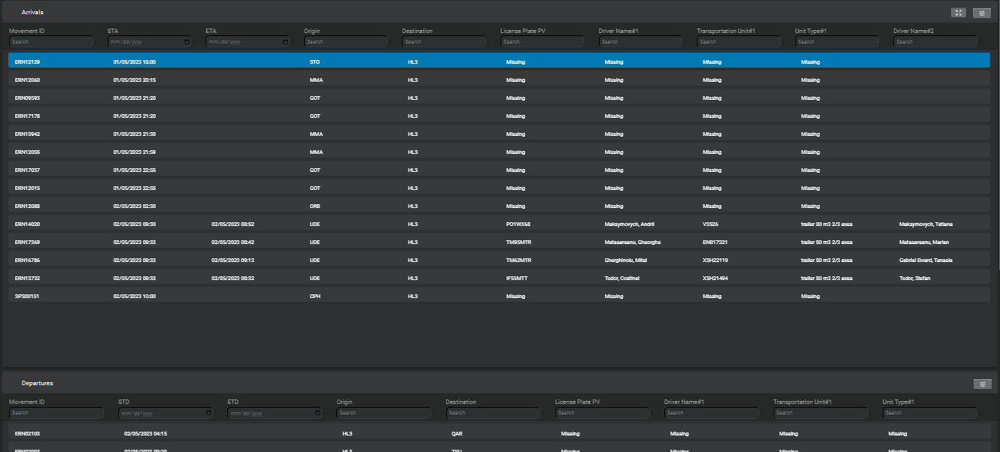 Arrivals
Movement ID STA ETA Origin Destination License Plate PV Driver Name#1 Transportation Unit#1 Unit Type#1 Driver Name#2
Search mm/dd/yyyy mm/dd/yyyy Search Search Search Search Search Search Search
ERN12129 01/05/2023 18:00 STO HL3 Missing Missing Missing Missing
ERN12060 01/05/2023 20:15 MMA HL3 Missing Missing Missing Missing
ERN09593 01/05/2023 21:20 GOT HL3 Missing Missing Missing Missing
ERN17178 01/05/2023 21:20 GOT HL3 Missing Missing Missing Missing
ERN15942 01/05/2023 21:30 MMA HL3 Missing Missing Missing Missing
ERN12055 01/05/2023 21:59 MMA HL3 Missing Missing Missing Missing
ERN17037 01/05/2023 22:55 GOT HL3 Missing Missing Missing Missing
ERN12015 01/05/2023 22:55 GOT HL3 Missing Missing Missing Missing
ERN12088 02/05/2023 02:30 ORB HL3 Missing Missing Missing Missing
ERN14020 02/05/2023 09:30 02/05/2023 08:52 UDE HL3 PO1WX68 Maksymovych, Andrii V3526 trailer 80 m3 2/3 axes Maksymovych, Tetiana
ERN17369 02/05/2023 09:33 02/05/2023 08:42 UDE HL3 TM95MTR Matasareanu, Gheorghe ENB17321 trailer 80 m3 2/3 axes Matasareanu, Marian
ERN16786 02/05/2023 09:33 02/05/2023 09:13 UDE HL3 TM62MTR Gherghinoiu, Mitel XSH22119 trailer 80 m3 2/3 axes Gabriel Eward, Tanasie
ERN13732 02/05/2023 09:33 02/05/2023 08:32 UDE HL3 IF55MTT Tudor, Costinel XSH21494 trailer 80 m3 2/3 axes Tudor, Stefan
SPS00151 02/05/2023 10:00 CPH HL3 Missing Missing Missing Missing
Departures
Movement ID STD ETD Origin Destination License Plate PV Driver Name#1 Transportation Unit#1 Unit Type#1
Search mm/dd/yyyy mm/dd/yyyy Search Search Search Search Search Search
ERN02103 02/05/2023 04:15 HL3 QAR Missing Missing Missing Missing
HL3 TKU Missing Missing Missing Missing